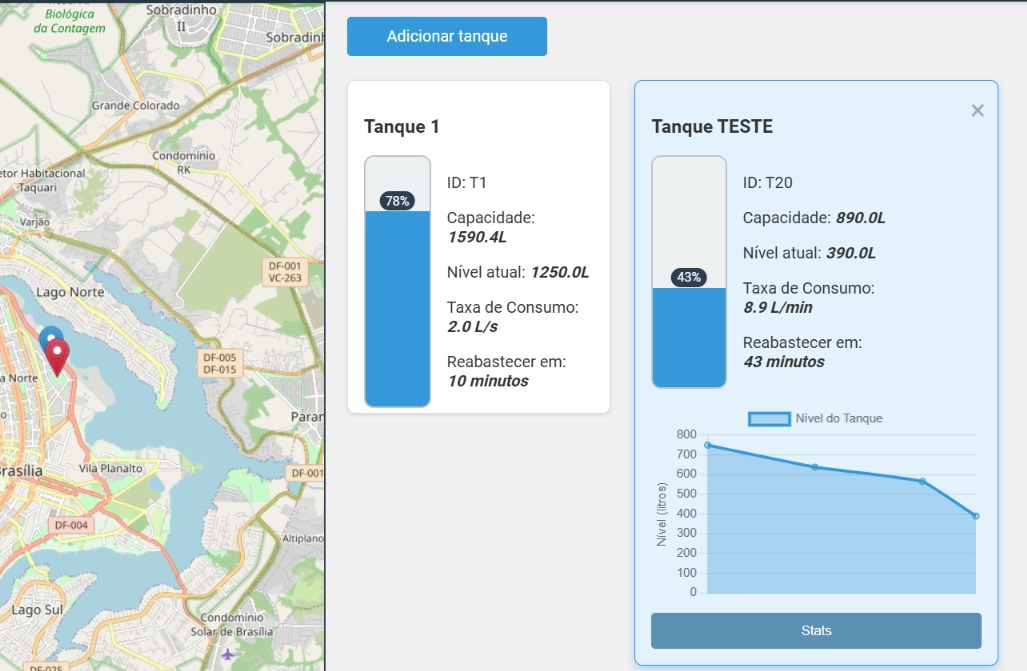 Biológica
da Contagem
Sobradinho
II
Grande Colorado
Condomínio
RK
Taquari
Varjão
DF-001
VC-263
Lago Norte
DF-005
DF-015
a Norte
Paran
rasília
Vila Planalto
DF-001
DF-004
Altiplano
Lago Sul
Condomínio
Solar de Brasília
DF-025
Adicionar tanque
Tanque 1
78%
ID: T1
Capacidade:
1590.4L
Nível atual: 1250.0L
Taxa de Consumo:
2.0 L/s
Reabastecer em:
10 minutos
×
Tanque TESTE
43%
ID: T20
Capacidade: 890.0L
Nível atual: 390.0L
Taxa de Consumo:
8.9 L/min
Reabastecer em:
43 minutos
Nível do Tanque
Nível (litros)
800
700
600
500
400
300
200
100
0
Stats